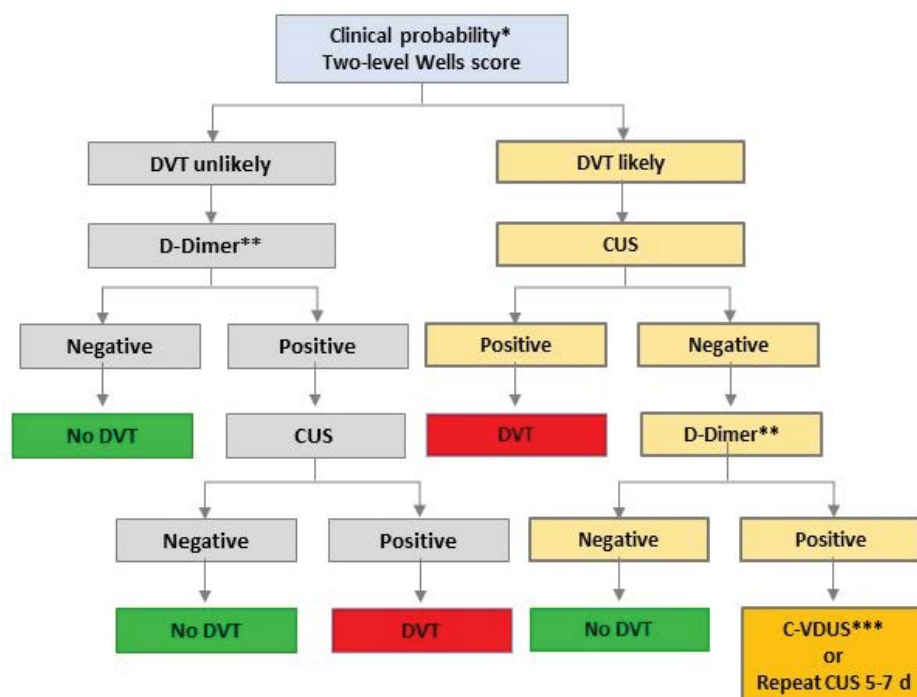 Clinical probability*
Two-level Wells score
DVT unlikely
DVT likely
D-Dimer**
CUS
Negative
Positive
Positive
Negative
No DVT
CUS
DVT
D-Dimer**
Negative
Positive
Negative
Positive
No DVT
DVT
No DVT
C-VDUS***
or
Repeat CUS 5-7 d